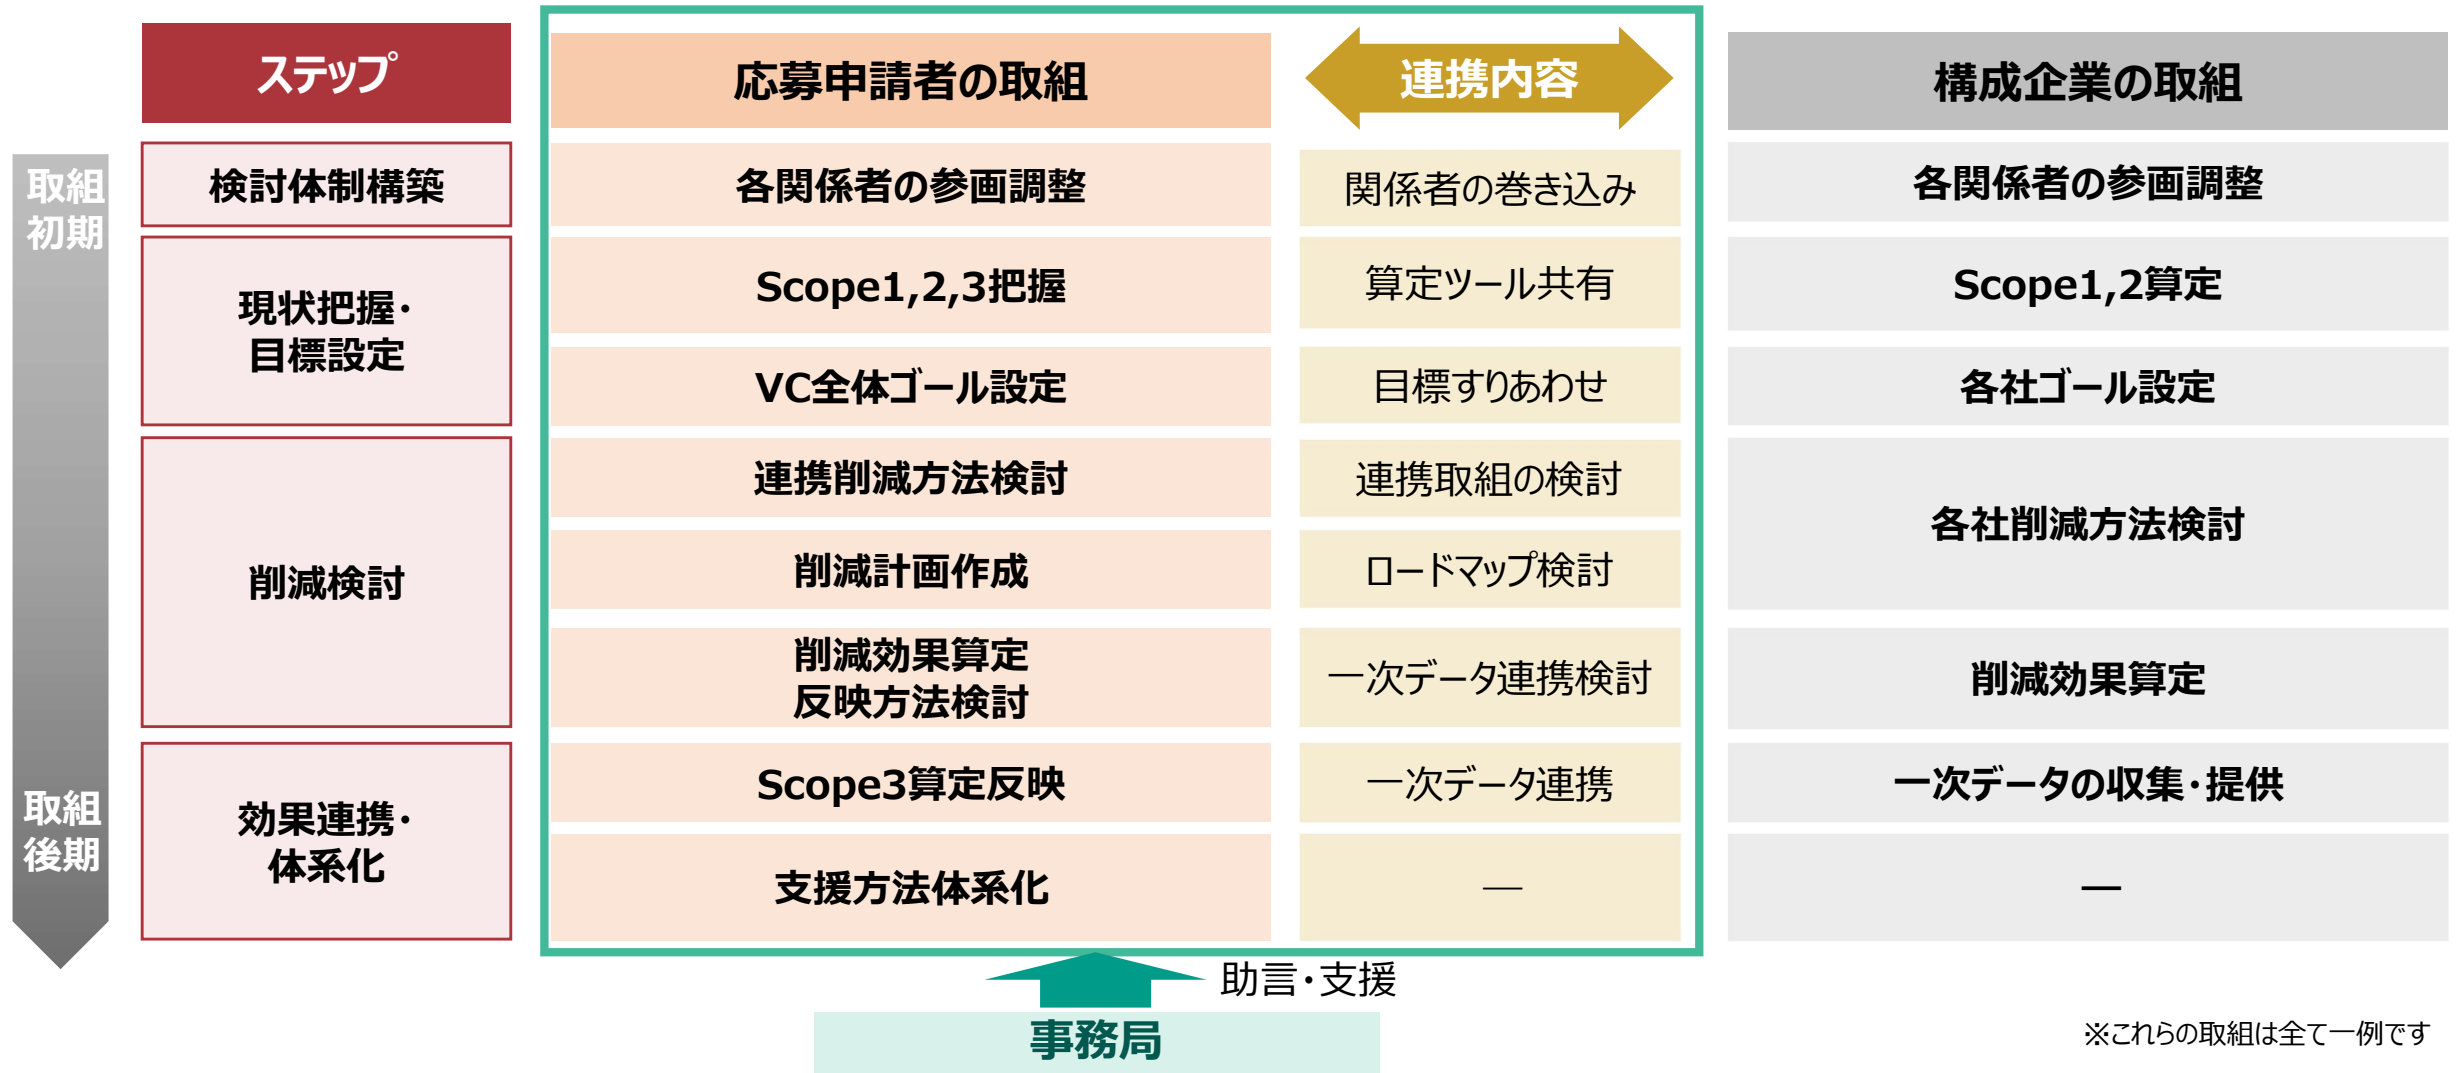 ステップ
応募申請者の取組
連携内容
構成企業の取組
取組
初期
検討体制構築
各関係者の参画調整
関係者の巻き込み
各関係者の参画調整
現状把握・
目標設定
Scope1,2,3把握
算定ツール共有
Scope1,2算定
VC全体ゴール設定
目標すりあわせ
各社ゴール設定
削減検討
連携削減方法検討
連携取組の検討
各社削減方法検討
削減計画作成
ロードマップ検討
削減効果算定
反映方法検討
一次データ連携検討
削減効果算定
取組
後期
効果連携・
体系化
Scope3算定反映
一次データ連携
一次データの収集・提供
支援方法体系化
―
―
助言・支援
事務局
※これらの取組は全て一例です